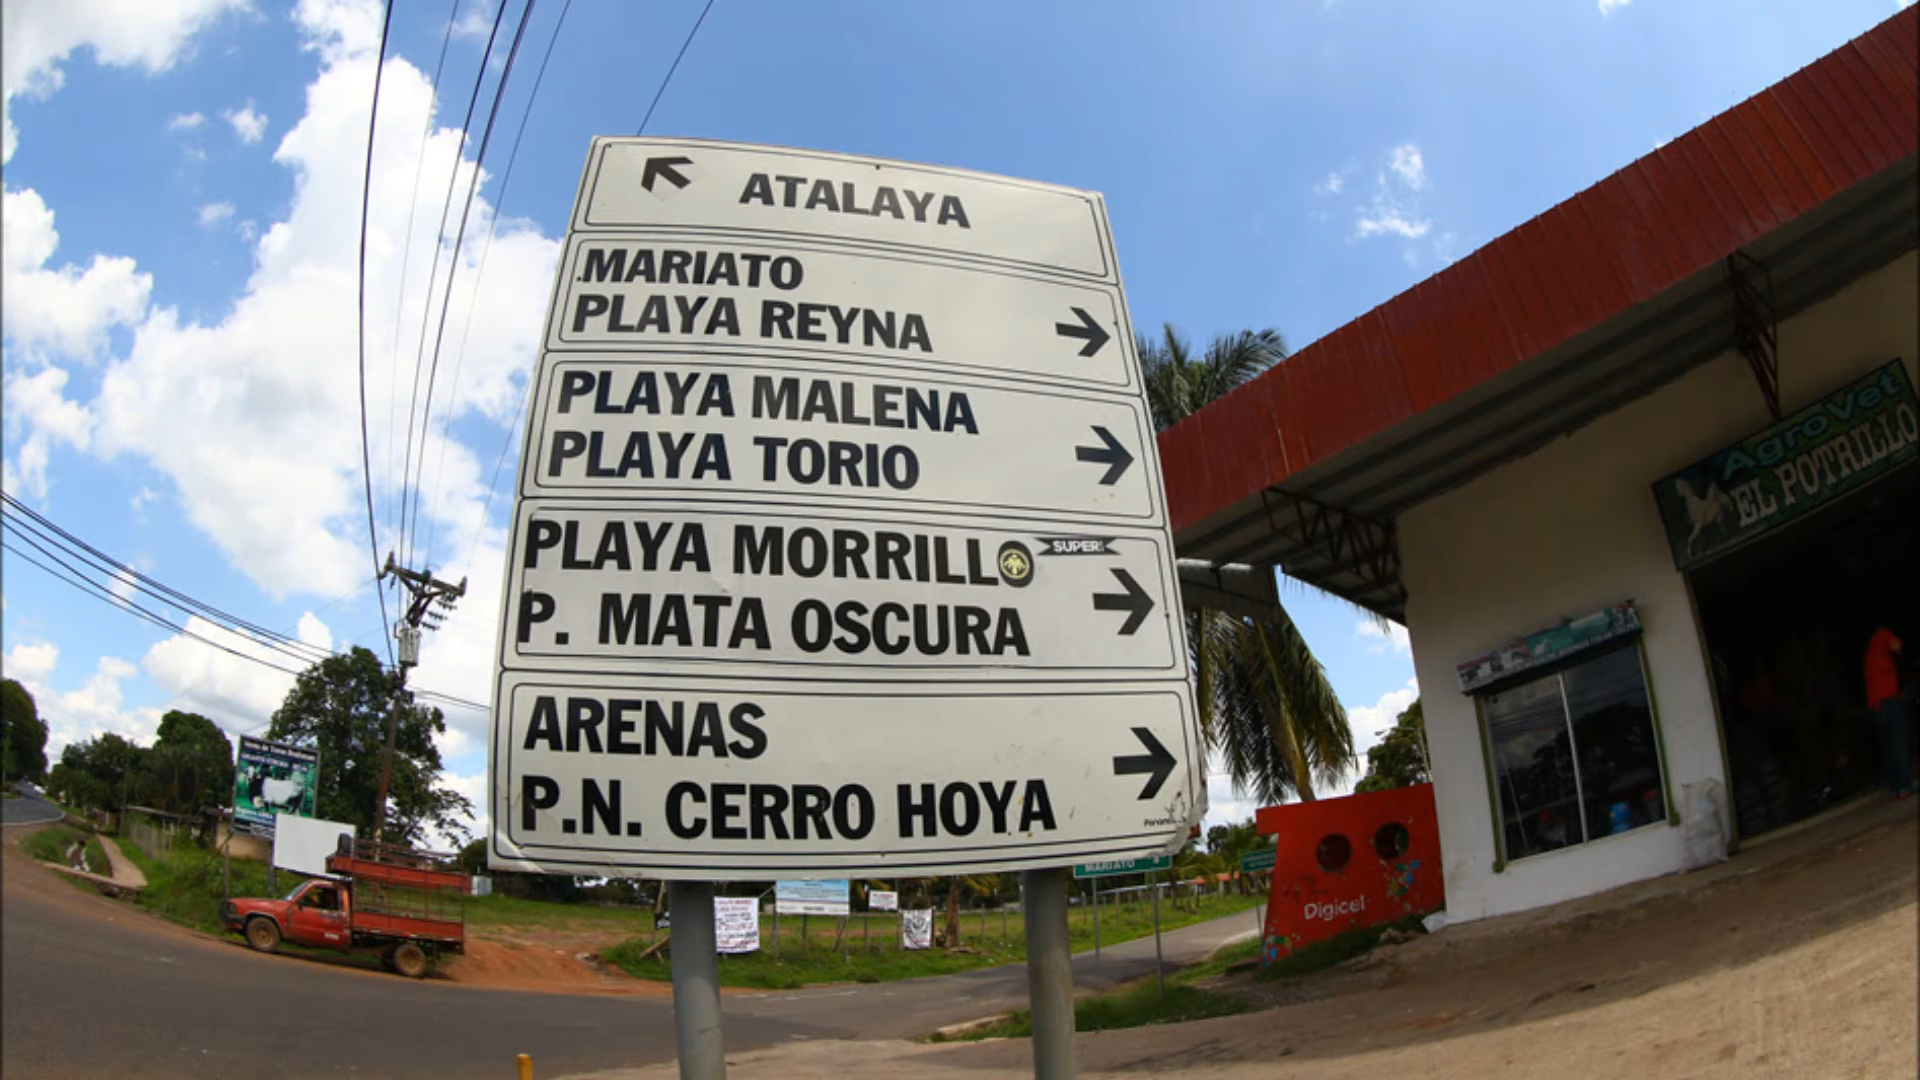 ATALAYA
.MARIATO
PLAYA REYNA
PLAYA MALENA
PLAYA TORIO
PLAYA MORRILLO
SUPER!
P. MATA OSCURA
ARENAS
P.N. CERRO HOYA
AgroVet
EL POTRILLO
MARIATO
Digicel